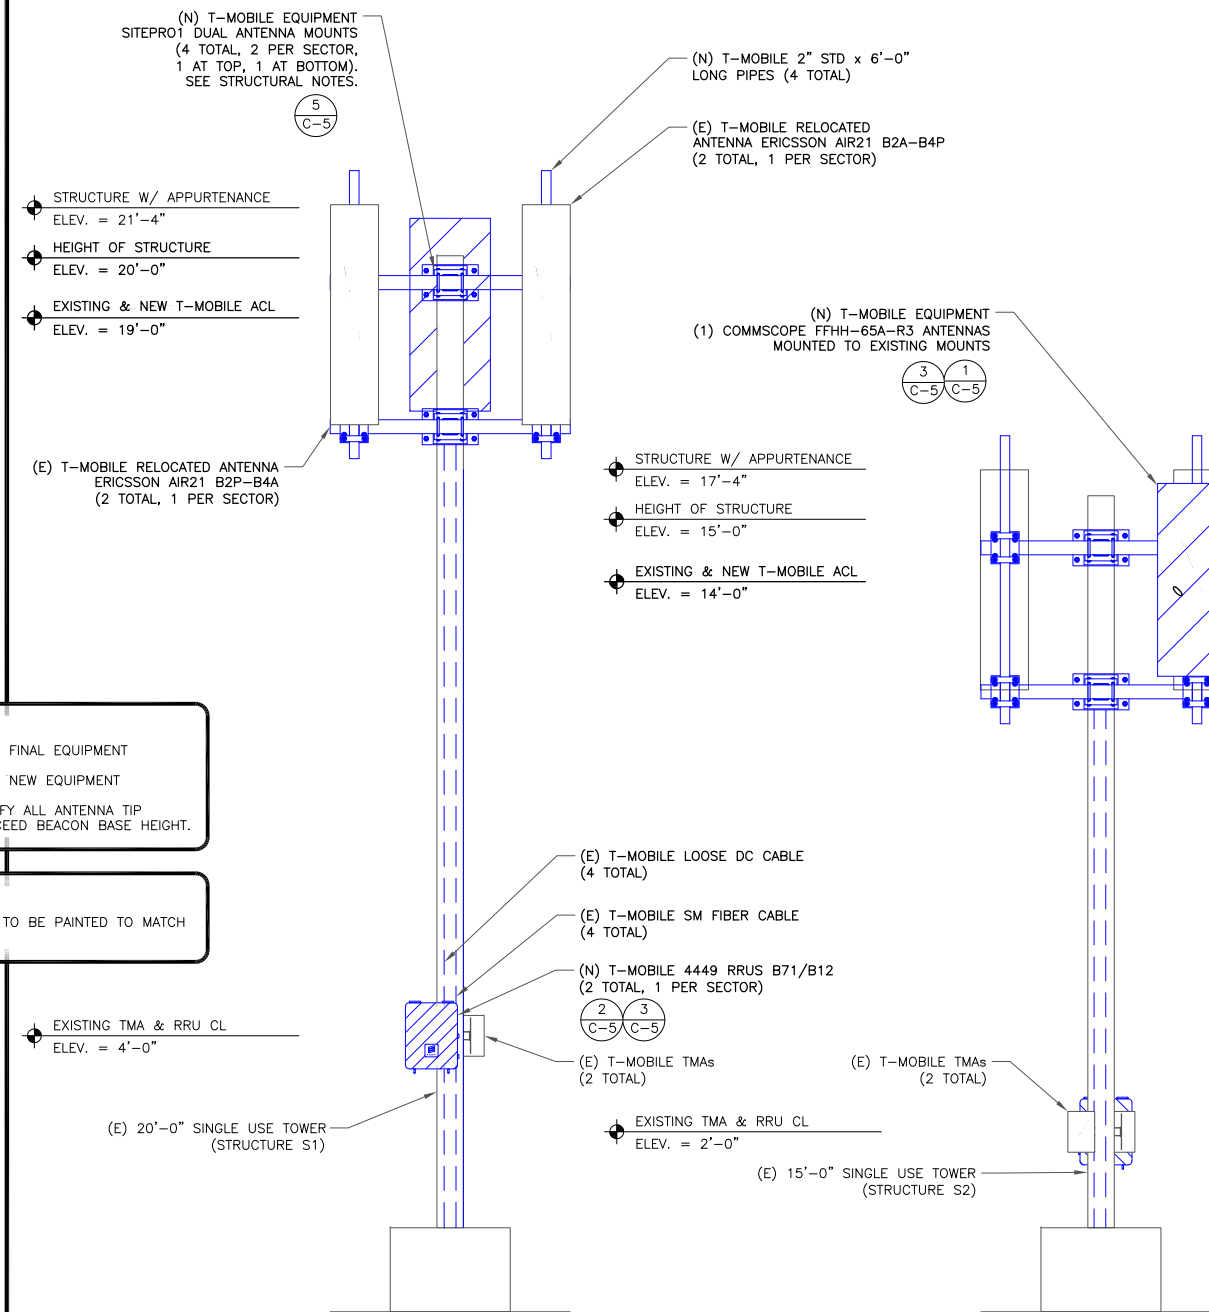 (N) T-MOBILE EQUIPMENT
SITEPRO1 DUAL ANTENNA MOUNTS
(4 TOTAL, 2 PER SECTOR,
1 AT TOP, 1 AT BOTTOM).
SEE STRUCTURAL NOTES.
5
C-5
(N) T-MOBILE 2" STD x 6'-0"
LONG PIPES (4 TOTAL)
(E) T-MOBILE RELOCATED
ANTENNA ERICSSON AIR21 B2A-B4P
(2 TOTAL, 1 PER SECTOR)
STRUCTURE W/ APPURTENANCE
ELEV. = 21'-4"
HEIGHT OF STRUCTURE
ELEV. = 20'-0"
EXISTING & NEW T-MOBILE ACL
ELEV. = 19'-0"
(N) T-MOBILE EQUIPMENT
(1) COMMSCOPE FFHH-65A-R3 ANTENNAS
MOUNTED TO EXISTING MOUNTS
3 1
C-5 C-5
(E) T-MOBILE RELOCATED ANTENNA
ERICSSON AIR21 B2P-B4A
(2 TOTAL, 1 PER SECTOR)
STRUCTURE W/ APPURTENANCE
ELEV. = 17'-4"
HEIGHT OF STRUCTURE
ELEV. = 15'-0"
EXISTING & NEW T-MOBILE ACL
ELEV. = 14'-0"
FINAL EQUIPMENT
NEW EQUIPMENT
FY ALL ANTENNA TIP
CEED BEACON BASE HEIGHT.
TO BE PAINTED TO MATCH
(E) T-MOBILE LOOSE DC CABLE
(4 TOTAL)
(E) T-MOBILE SM FIBER CABLE
(4 TOTAL)
(N) T-MOBILE 4449 RRUS B71/B12
(2 TOTAL, 1 PER SECTOR)
2 3
C-5 C-5
(E) T-MOBILE TMAs
(2 TOTAL)
EXISTING TMA & RRU CL
ELEV. = 4'-0"
(E) 20'-0" SINGLE USE TOWER
(STRUCTURE S1)
(E) T-MOBILE TMAs
(2 TOTAL)
EXISTING TMA & RRU CL
ELEV. = 2'-0"
(E) 15'-0" SINGLE USE TOWER
(STRUCTURE S2)